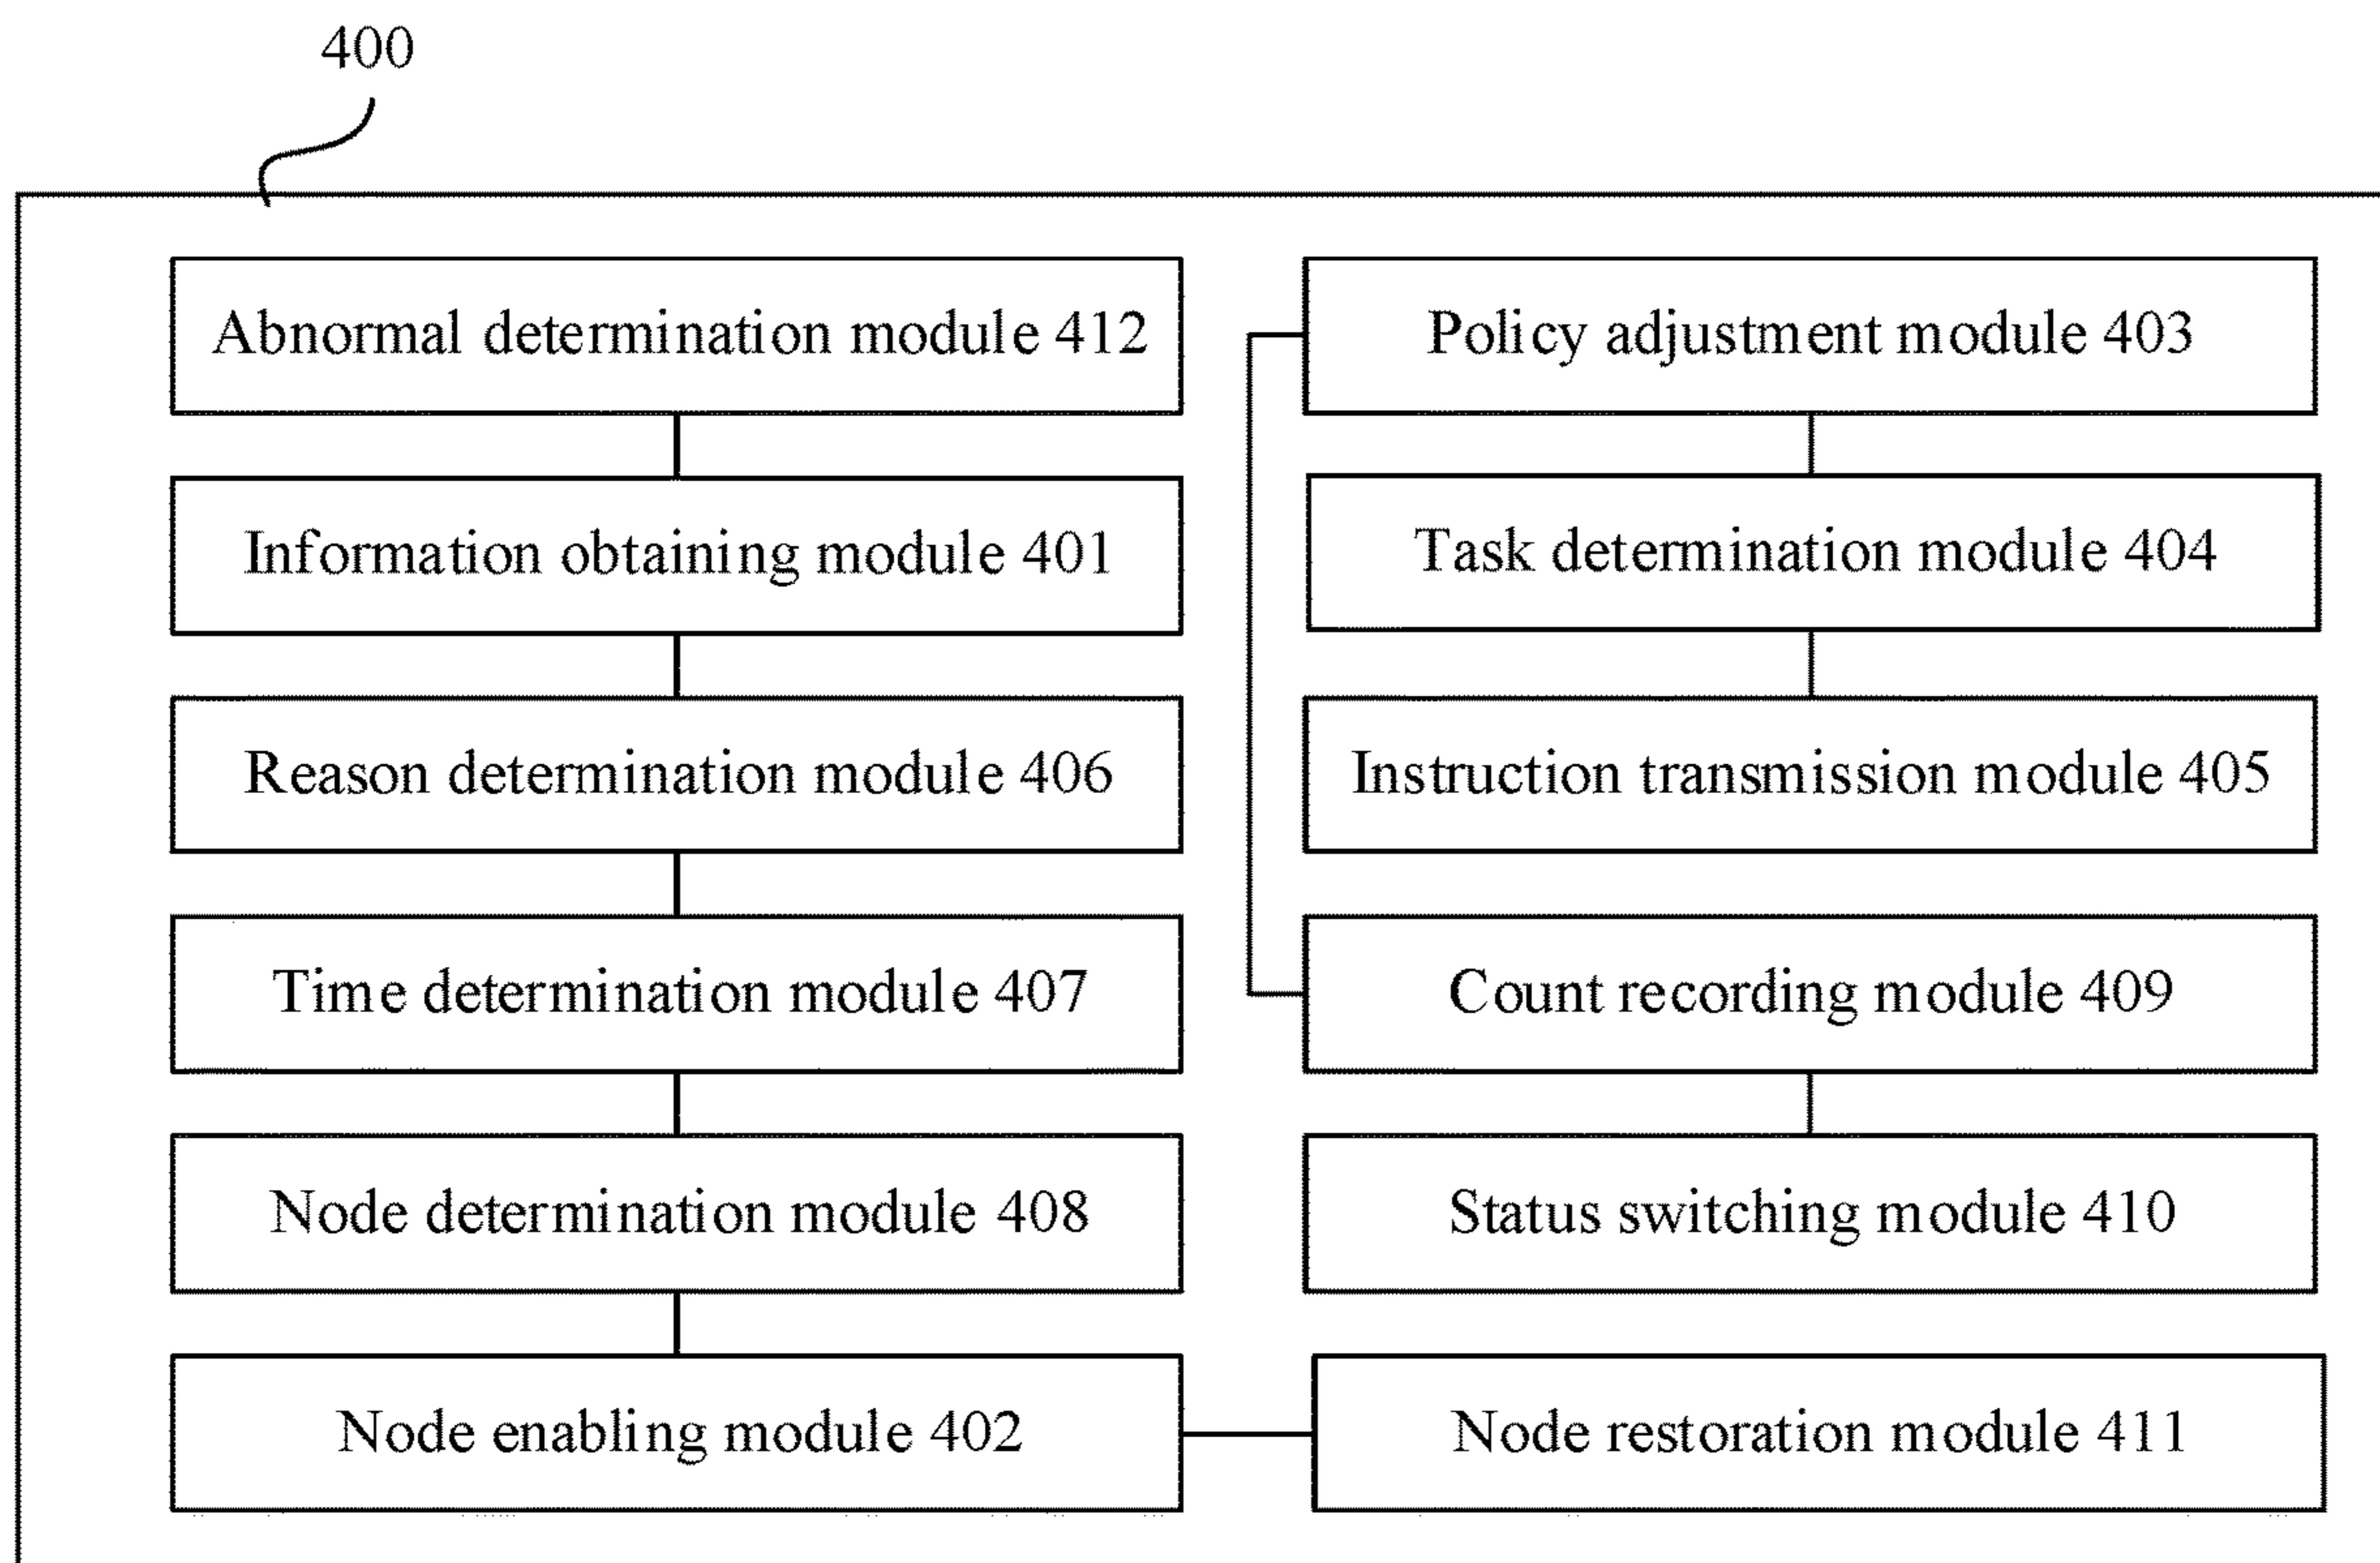 400
Abnormal determination module 412
Information obtaining module 401
Reason determination module 406
Time determination module 407
Node determination module 408
Node enabling module 402
Policy adjustment module 403
Task determination module 404
Instruction transmission module 405
Count recording module 409
Status switching module 410
Node restoration module 411